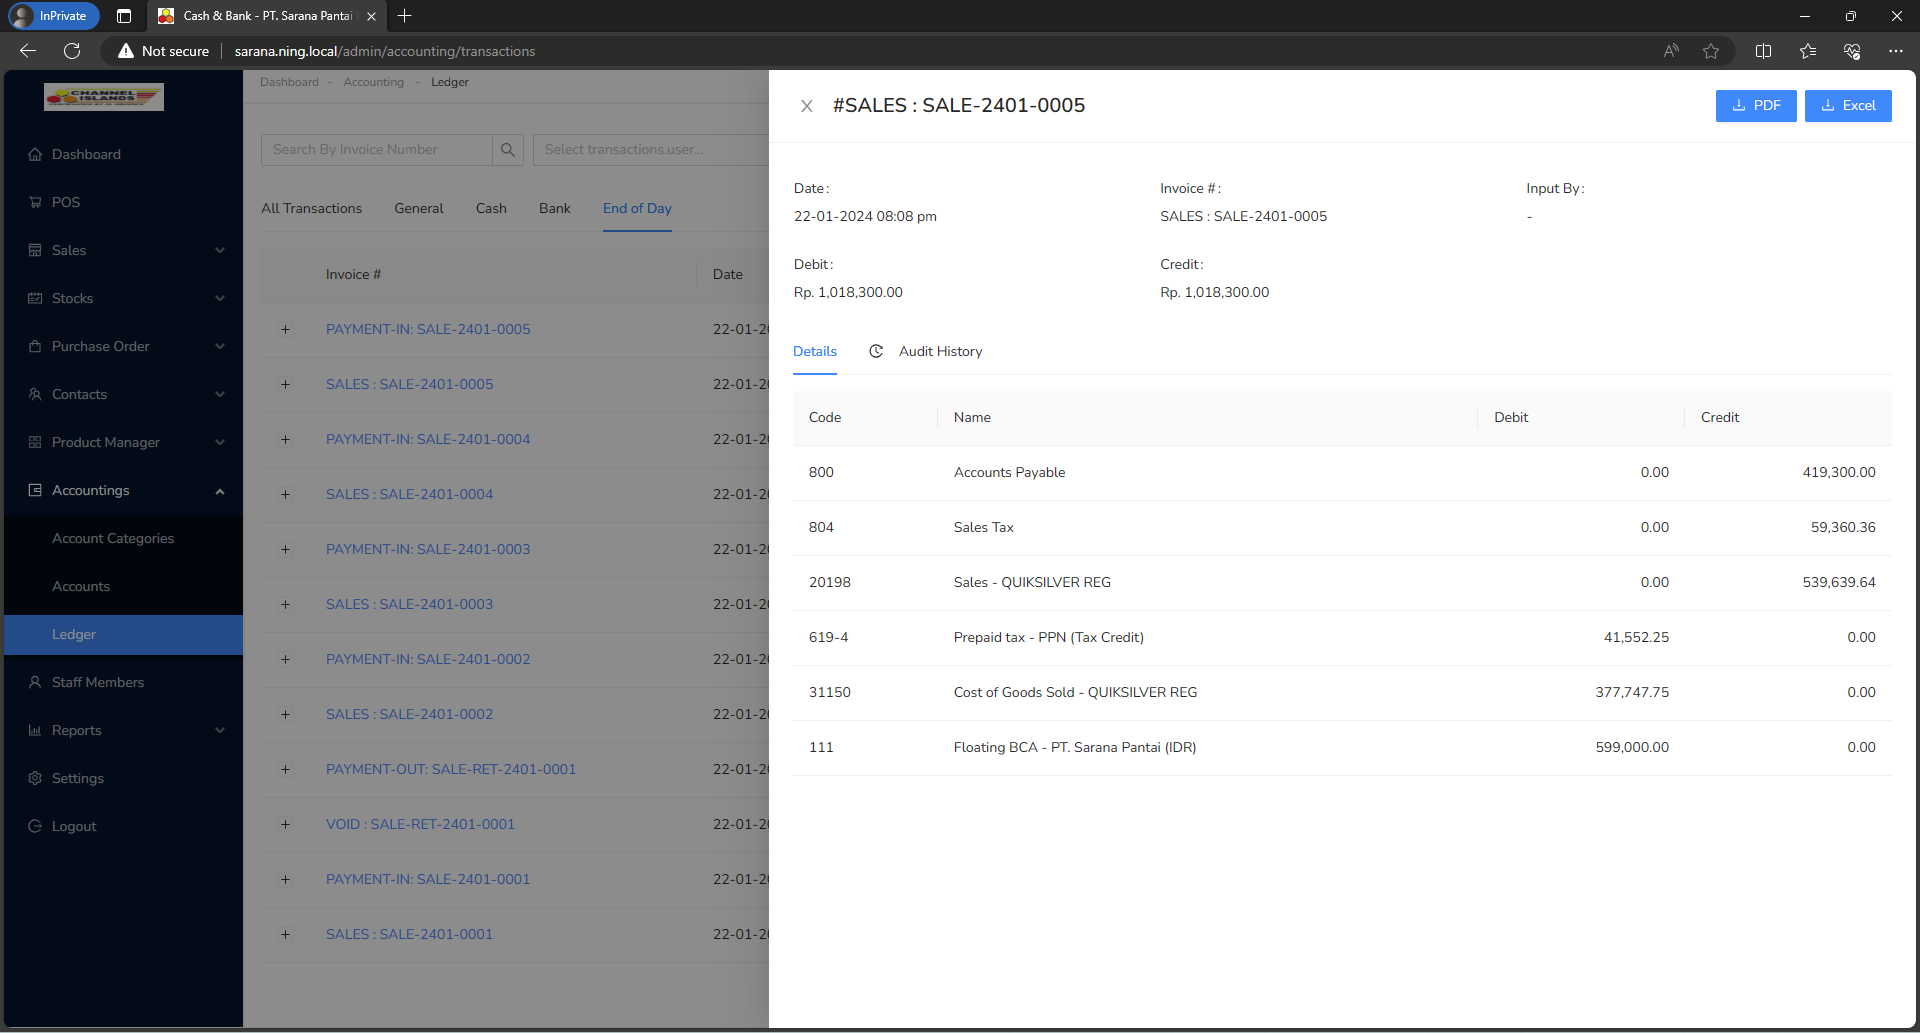 InPrivate
Cash & Bank - PT. Sarana Pantai
Not secure
sarana.ning.local/admin/accounting/transactions
CHANNEL
ISLANDS
Dashboard
POS
Sales
Stocks
Purchase Order
Contacts
Product Manager
Accountings
Account Categories
Accounts
Ledger
Staff Members
Reports
Settings
Logout
Dashboard - Accounting - Ledger
Search By Invoice Number
Select transactions.user...
All Transactions General Cash Bank End of Day
Invoice # Date
+ PAYMENT-IN: SALE-2401-0005 22-01-20
+ SALES : SALE-2401-0005 22-01-20
+ PAYMENT-IN: SALE-2401-0004 22-01-20
+ SALES : SALE-2401-0004 22-01-20
+ PAYMENT-IN: SALE-2401-0003 22-01-20
+ SALES : SALE-2401-0003 22-01-20
+ PAYMENT-IN: SALE-2401-0002 22-01-20
+ SALES : SALE-2401-0002 22-01-20
+ PAYMENT-OUT: SALE-RET-2401-0001 22-01-20
+ VOID : SALE-RET-2401-0001 22-01-20
+ PAYMENT-IN: SALE-2401-0001 22-01-20
+ SALES : SALE-2401-0001 22-01-20
#SALES : SALE-2401-0005
PDF
Excel
Date: Invoice #: Input By:
22-01-2024 08:08 pm SALES : SALE-2401-0005 -
Debit: Credit:
Rp. 1,018,300.00 Rp. 1,018,300.00
Details Audit History
Code Name Debit Credit
800 Accounts Payable 0.00 419,300.00
804 Sales Tax 0.00 59,360.36
20198 Sales - QUIKSILVER REG 0.00 539,639.64
619-4 Prepaid tax - PPN (Tax Credit) 41,552.25 0.00
31150 Cost of Goods Sold - QUIKSILVER REG 377,747.75 0.00
111 Floating BCA - PT. Sarana Pantai (IDR) 599,000.00 0.00